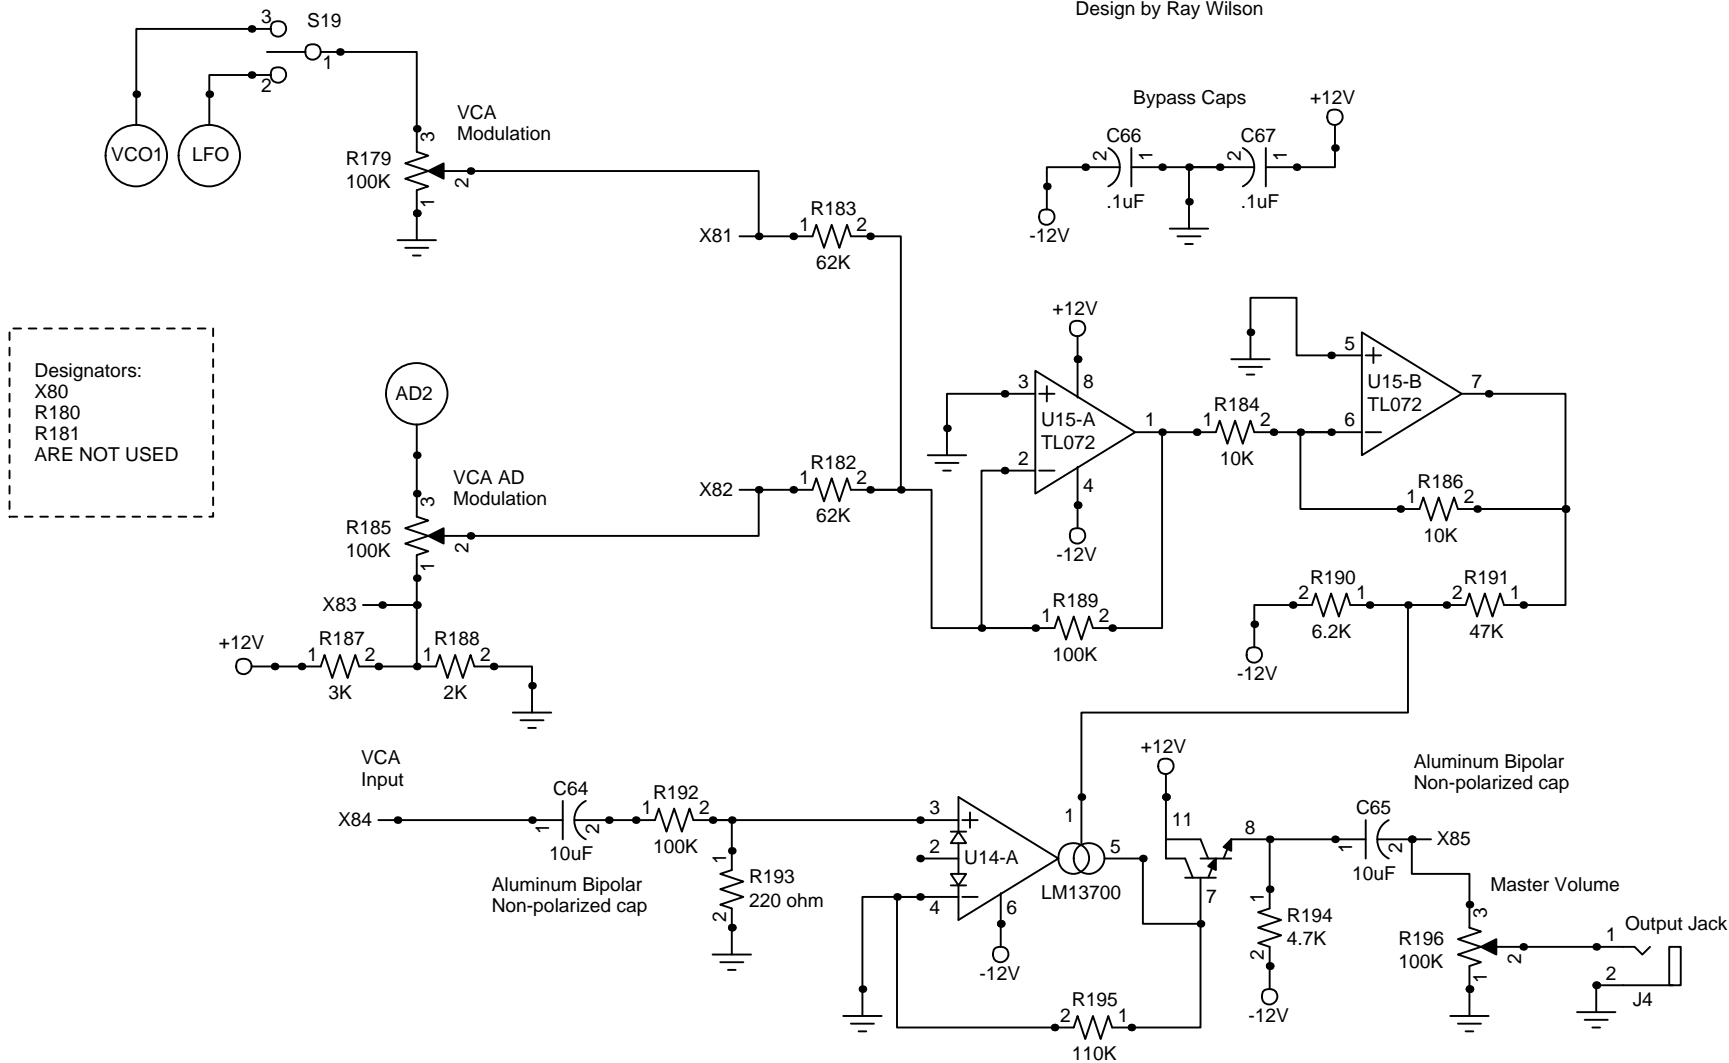 Design by Ray Wilson
3
S19
1
2
VCO1
LFO
VCA
Modulation
3
R179
100K
2
1
Bypass Caps
+12V
C66
2
1
.1uF
C67
2
1
.1uF
-12V
X81
1
R183
2
62K
Designators:
X80
R180
R181
ARE NOT USED
AD2
VCA AD
Modulation
3
R185
100K
2
1
X82
1
R182
2
62K
X83
+12V
1
R187
2
3K
1
R188
2
2K
+12V
3
8
U15-A
TL072
1
2
4
-12V
1
R189
2
100K
1
R184
2
10K
5
U15-B
TL072
7
6
1
R186
2
10K
2
R190
1
6.2K
2
R191
1
47K
-12V
VCA
Input
X84
C64
1
2
10uF
Aluminum Bipolar
Non-polarized cap
1
R192
2
100K
1
R193
220 ohm
2
3
2
U14-A
4
6
-12V
1
5
LM13700
+12V
11
8
7
2
R195
1
110K
1
R194
4.7K
2
-12V
Aluminum Bipolar
Non-polarized cap
C65
1
2
10uF
X85
Master Volume
3
R196
100K
2
1
Output Jack
1
2
J4